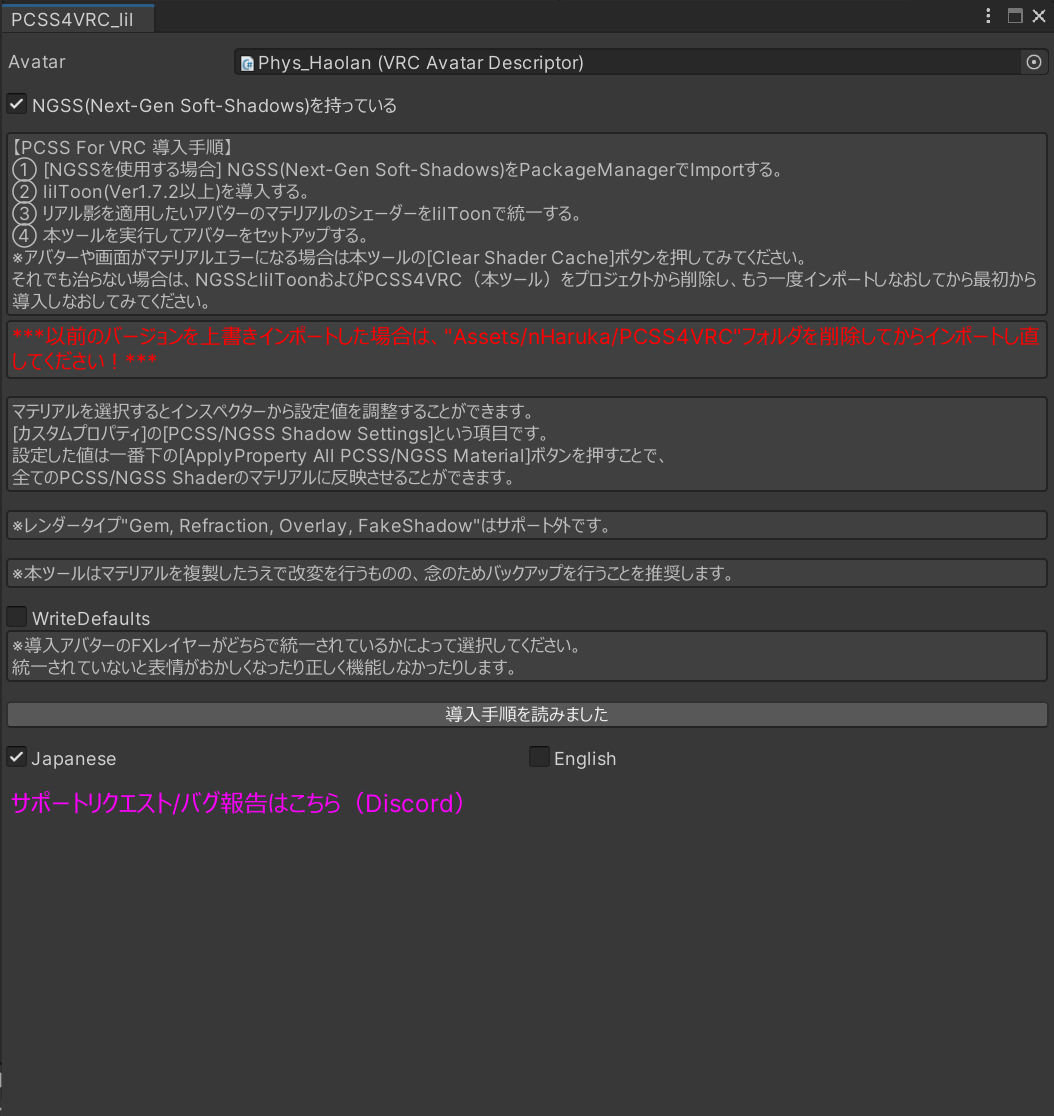 PCSS4VRC_lil
Avatar
Phys_Haolan (VRC Avatar Descriptor)
NGSS(Next-Gen Soft-Shadows)を持っている
【PCSS For VRC 導入手順】
① [NGSSを使用する場合] NGSS(Next-Gen Soft-Shadows)をPackageManagerでImportする。
② lilToon(Ver1.7.2以上)を導入する。
③ リアル影を適用したいアバターのマテリアルのシェーダーをlilToonで統一する。
④ 本ツールを実行してアバターをセットアップする。
※アバターや画面がマテリアルエラーになる場合は本ツールの[Clear Shader Cache]ボタンを押してみてください。
それでも治らない場合は、NGSSとlilToonおよびPCSS4VRC（本ツール）をプロジェクトから削除し、もう一度インポートしなおしてから最初から
導入しなおしてみてください。
***以前のバージョンを上書きインポートした場合は、"Assets/nHaruka/PCSS4VRC"フォルダを削除してからインポートし直
してください！***
マテリアルを選択するとインスペクターから設定値を調整することができます。
[カスタムプロパティ]の[PCSS/NGSS Shadow Settings]という項目です。
設定した値は一番下の[ApplyProperty All PCSS/NGSS Material]ボタンを押すことで、
全てのPCSS/NGSS Shaderのマテリアルに反映させることができます。
※レンダータイプ"Gem, Refraction, Overlay, FakeShadow"はサポート外です。
※本ツールはマテリアルを複製したうえで改変を行うものの、念のためバックアップを行うことを推奨します。
WriteDefaults
※導入アバターのFXレイヤーがどちらで統一されているかによって選択してください。
統一されていないと表情がおかしくなったり正しく機能しなかったりします。
導入手順を読みました
Japanese
English
サポートリクエスト/バグ報告はこちら（Discord）